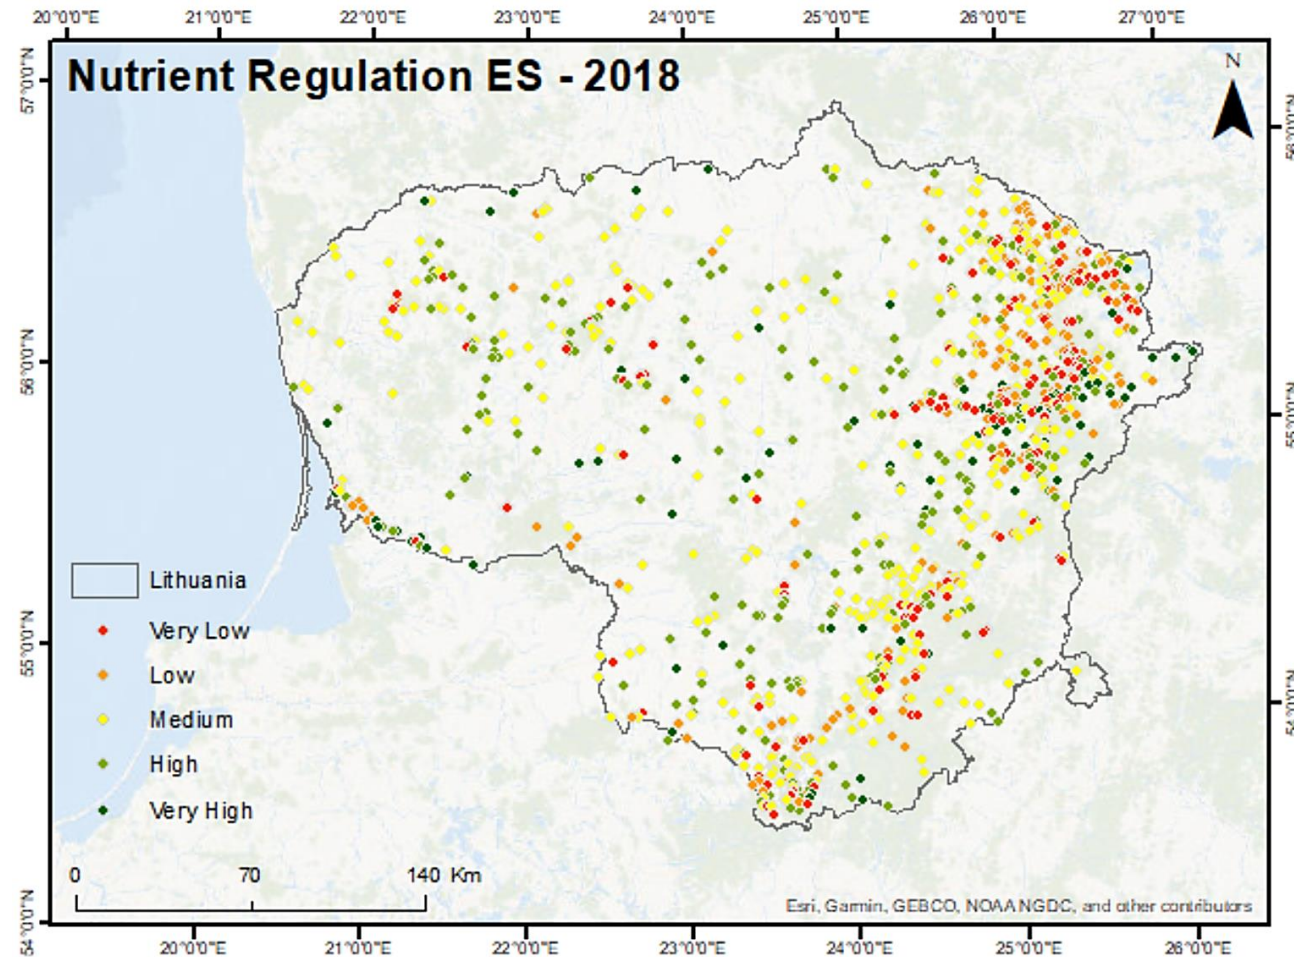 20°0'0"E 21°0'0"E 22°0'0"E 23°0'0"E 24°0'0"E 25°0'0"E 26°0'0"E 27°0'0"E
Nutrient Regulation ES - 2018
N
57°0'0"N
56°0'0"N
55°0'0"N
54°0'0"N
56°0'0"N
55°0'0"N
54°0'0"N
Lithuania
Very Low
Low
Medium
High
Very High
0 70 140 Km
Esri, Garmin, GEBCO, NOAA NGDC, and other contributors
20°0'0"E 21°0'0"E 22°0'0"E 23°0'0"E 24°0'0"E 25°0'0"E 26°0'0"E